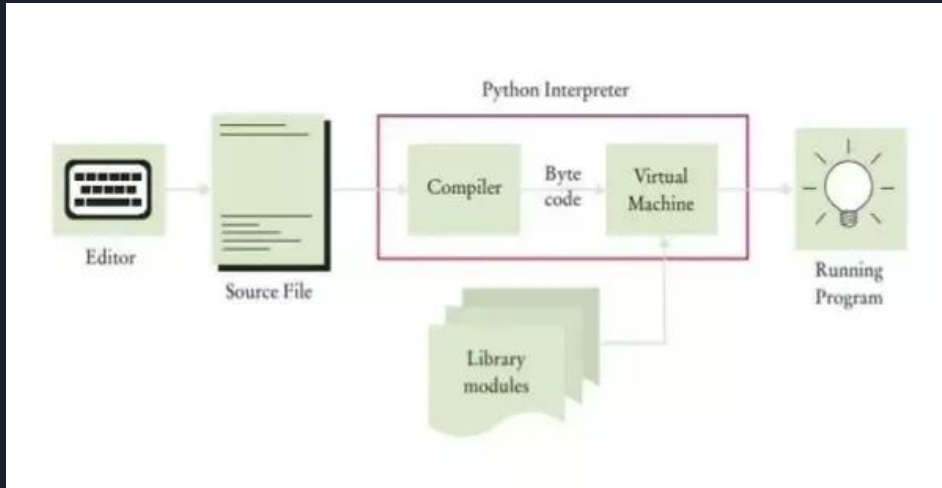 Python Interpreter
Editor
Source File
Compiler
Byte
code
Virtual
Machine
Library
modules
Running
Program